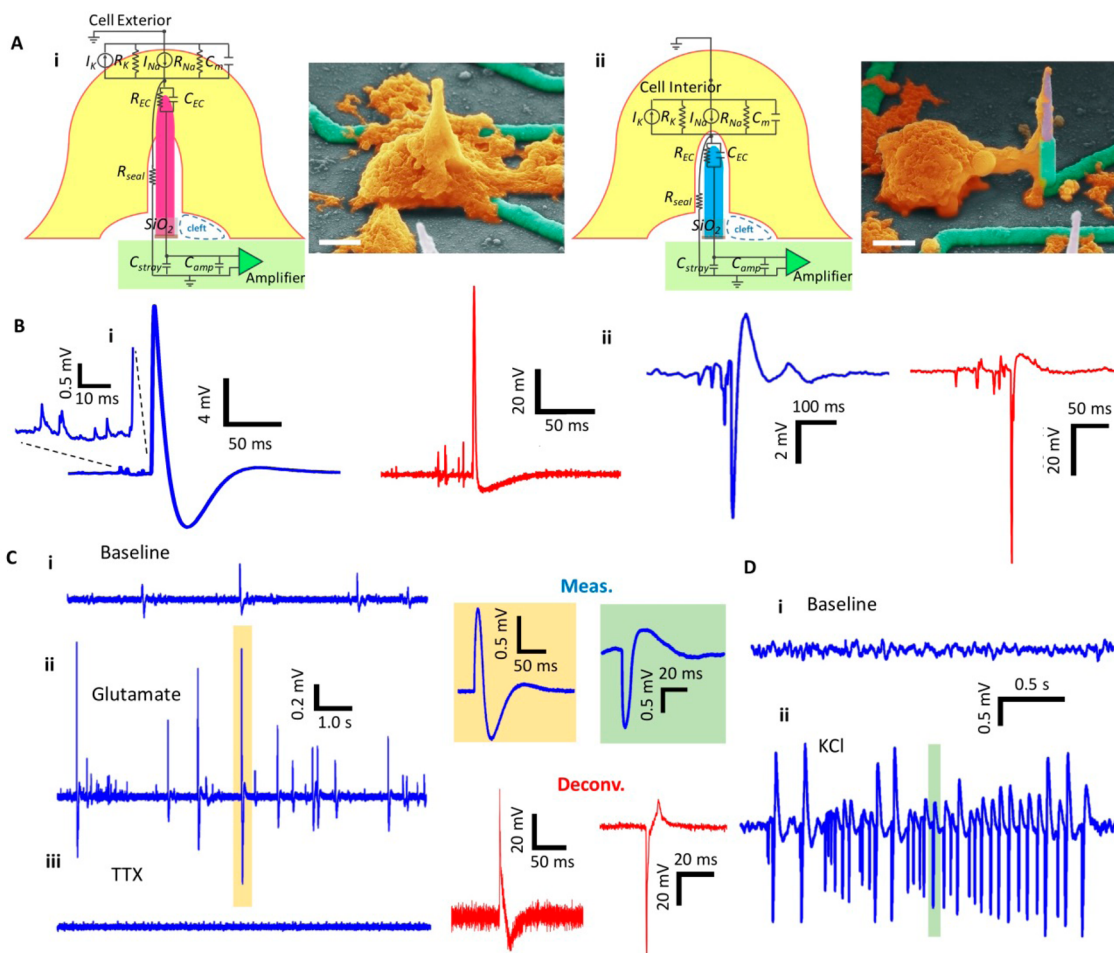 A
i
Cell Exterior
I_K R_K I_Na R_Na C_m
R_EC C_EC
R_seal
SiO_2
cleft
C_stray C_amp
Amplifier
ii
Cell Interior
I_K R_K I_Na R_Na C_m
R_EC C_EC
R_seal
SiO_2
cleft
C_stray C_amp
Amplifier
B
i
0.5 mV
10 ms
4 mV
50 ms
20 mV
50 ms
ii
100 ms
2 mV
50 ms
20 mV
C
i
Baseline
ii
Glutamate
0.2 mV
1.0 s
iii
TTX
Meas.
0.5 mV
50 ms
20 ms
0.5 mV
Deconv.
20 mV
50 ms
20 ms
20 mV
D
i
Baseline
0.5 s
0.5 mV
ii
KCl